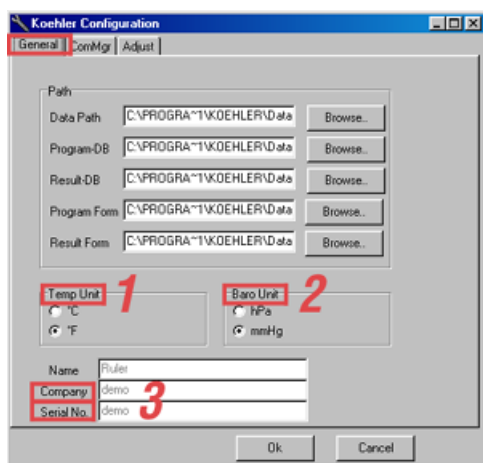 Koehler Configuration
General ComMgr Adjust
Path
Data Path C:\PROGRA~1\KOEHLER\Data Browse..
Program-DB C:\PROGRA~1\KOEHLER\Data Browse..
Result-DB C:\PROGRA~1\KOEHLER\Data Browse..
Program Form C:\PROGRA~1\KOEHLER\Data Browse..
Result Form C:\PROGRA~1\KOEHLER\Data Browse..
Temp Unit 1 Baro Unit 2
°C hPa
°F mmHg
Name Ruler
Company demo 3
Serial No. demo
Ok Cancel